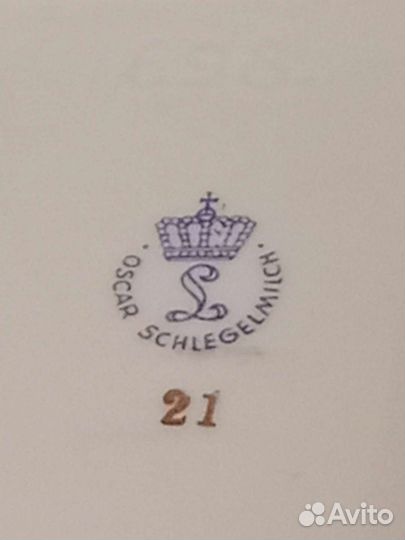 L
· OSCAR SCHLEGELMILCH ·
21
Avito